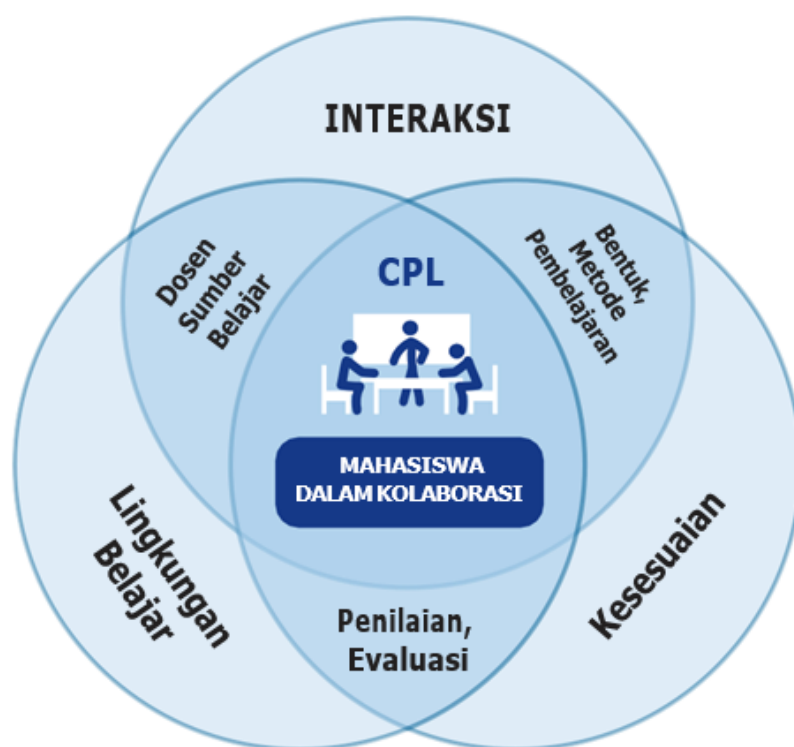 INTERAKSI
Dosen
Sumber
Belajar
CPL
Bentuk,
Metode
Pembelajaran
MAHASISWA
DALAM KOLABORASI
Lingkungan
Belajar
Kesesuaian
Penilaian,
Evaluasi